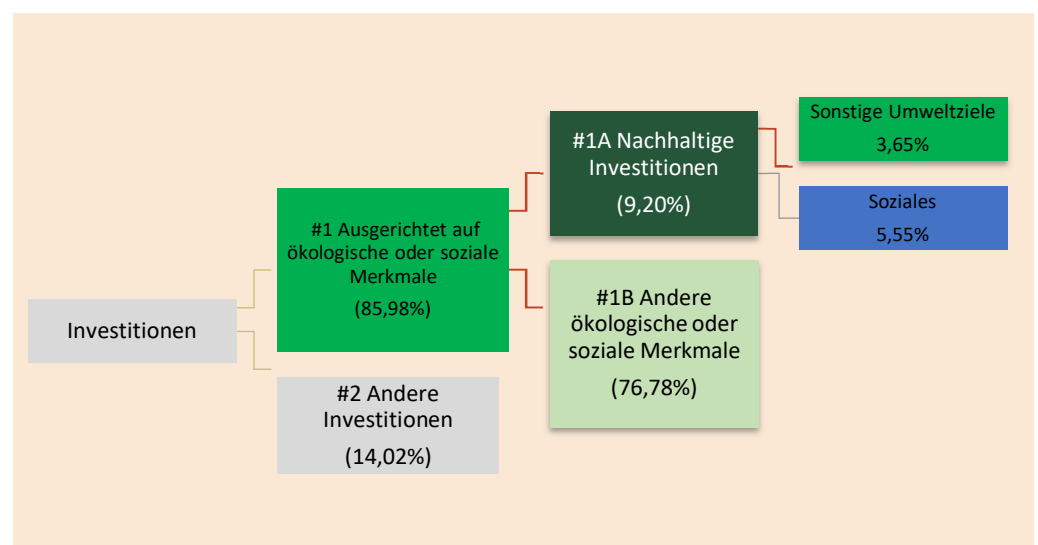 Investitionen
#1 Ausgerichtet auf
ökologische oder soziale
Merkmale
(85,98%)
#2 Andere
Investitionen
(14,02%)
#1A Nachhaltige
Investitionen
(9,20%)
#1B Andere
ökologische oder
soziale Merkmale
(76,78%)
Sonstige Umweltziele
3,65%
Soziales
5,55%